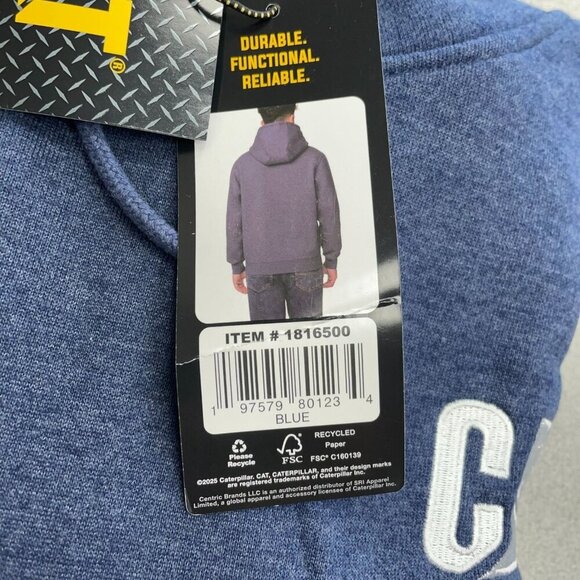 T®
DURABLE.
FUNCTIONAL.
RELIABLE.
ITEM # 1816500
1 97579 80123 4
BLUE
Please
Recycle
FSC
RECYCLED
Paper
FSC® C160139
©2025 Caterpillar. CAT, CATERPILLAR, and their design marks
are registered trademarks of Caterpillar Inc.
Centric Brands LLC is an authorized distributor of SRI Apparel
Limited, a global apparel and accessory licensee of Caterpillar Inc.
C